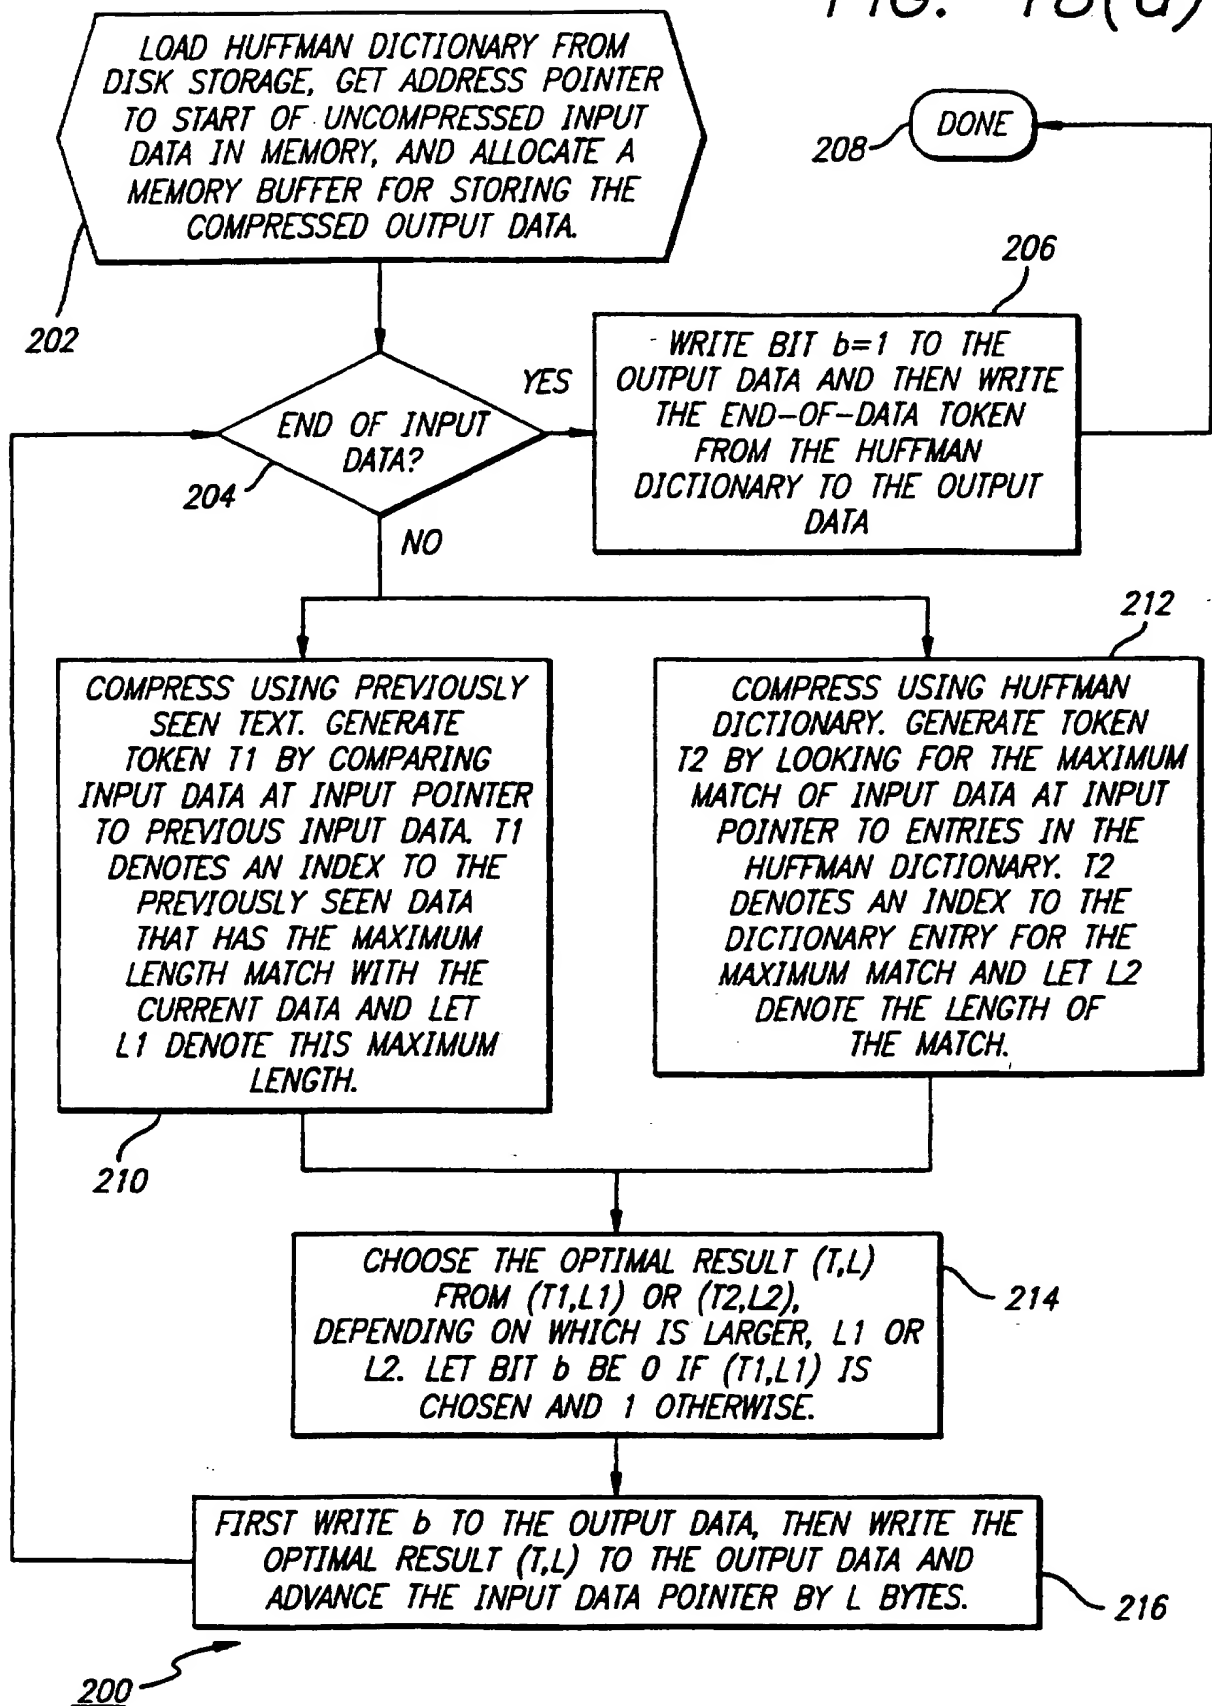 FIG. 18(a)
LOAD HUFFMAN DICTIONARY FROM
DISK STORAGE, GET ADDRESS POINTER
TO START OF UNCOMPRESSED INPUT
DATA IN MEMORY, AND ALLOCATE A
MEMORY BUFFER FOR STORING THE
COMPRESSED OUTPUT DATA.
202
DONE
208
206
WRITE BIT b=1 TO THE
OUTPUT DATA AND THEN WRITE
THE END-OF-DATA TOKEN
FROM THE HUFFMAN
DICTIONARY TO THE OUTPUT
DATA
YES
END OF INPUT
DATA?
204
NO
212
COMPRESS USING PREVIOUSLY
SEEN TEXT. GENERATE
TOKEN T1 BY COMPARING
INPUT DATA AT INPUT POINTER
TO PREVIOUS INPUT DATA. T1
DENOTES AN INDEX TO THE
PREVIOUSLY SEEN DATA
THAT HAS THE MAXIMUM
LENGTH MATCH WITH THE
CURRENT DATA AND LET
L1 DENOTE THIS MAXIMUM
LENGTH.
210
COMPRESS USING HUFFMAN
DICTIONARY. GENERATE TOKEN
T2 BY LOOKING FOR THE MAXIMUM
MATCH OF INPUT DATA AT INPUT
POINTER TO ENTRIES IN THE
HUFFMAN DICTIONARY. T2
DENOTES AN INDEX TO THE
DICTIONARY ENTRY FOR THE
MAXIMUM MATCH AND LET L2
DENOTE THE LENGTH OF
THE MATCH.
CHOOSE THE OPTIMAL RESULT (T,L)
FROM (T1,L1) OR (T2,L2),
DEPENDING ON WHICH IS LARGER, L1 OR
L2. LET BIT b BE 0 IF (T1,L1) IS
CHOSEN AND 1 OTHERWISE.
214
FIRST WRITE b TO THE OUTPUT DATA, THEN WRITE THE
OPTIMAL RESULT (T,L) TO THE OUTPUT DATA AND
ADVANCE THE INPUT DATA POINTER BY L BYTES.
216
200